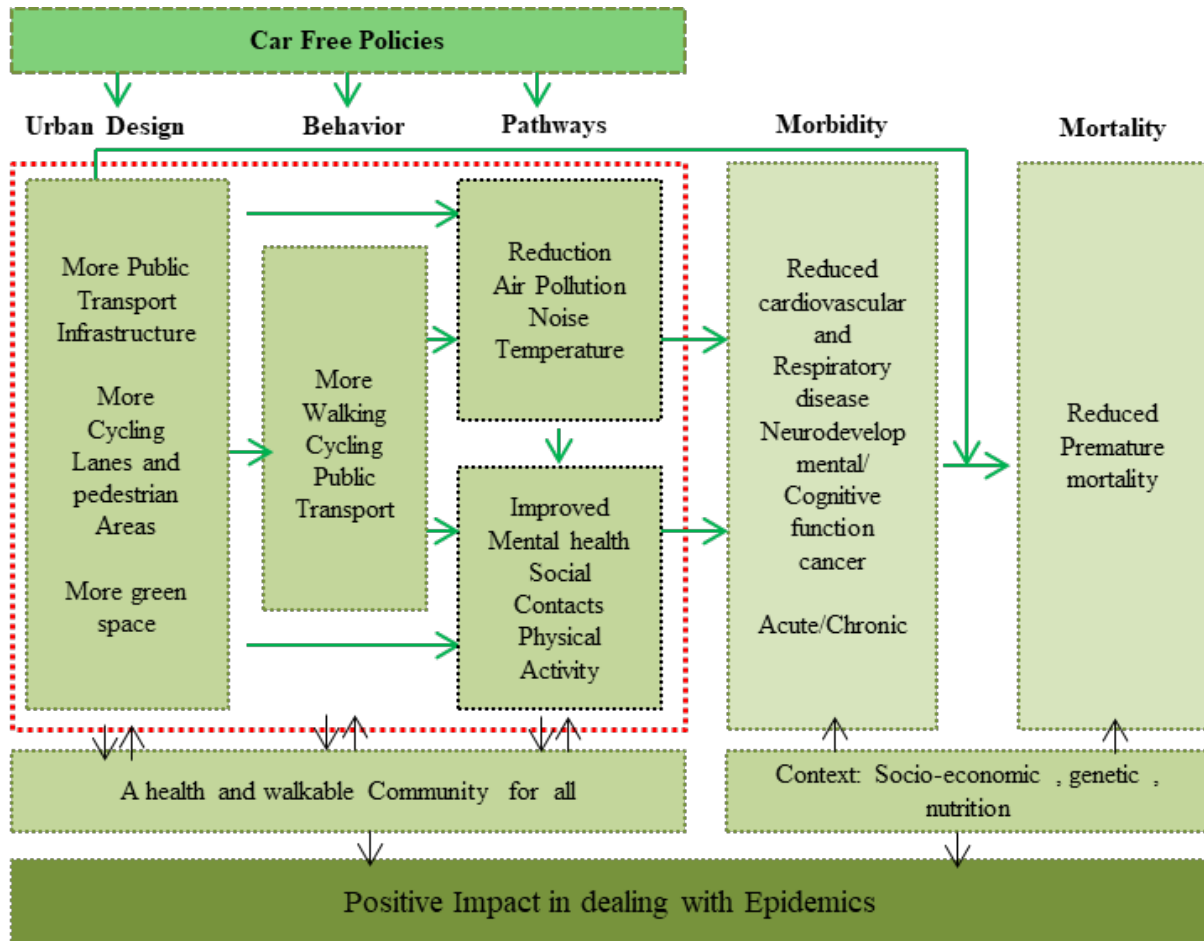 Car Free Policies
Urban Design
Behavior
Pathways
Morbidity
Mortality
More Public
Transport
Infrastructure
More
Cycling
Lanes and
pedestrian
Areas
More green
space
More
Walking
Cycling
Public
Transport
Reduction
Air Pollution
Noise
Temperature
Improved
Mental health
Social
Contacts
Physical
Activity
Reduced
cardiovascular
and
Respiratory
disease
Neurodevelop
mental/
Cognitive
function
cancer
Acute/Chronic
Reduced
Premature
mortality
A health and walkable Community for all
Context: Socio-economic , genetic ,
nutrition
Positive Impact in dealing with Epidemics